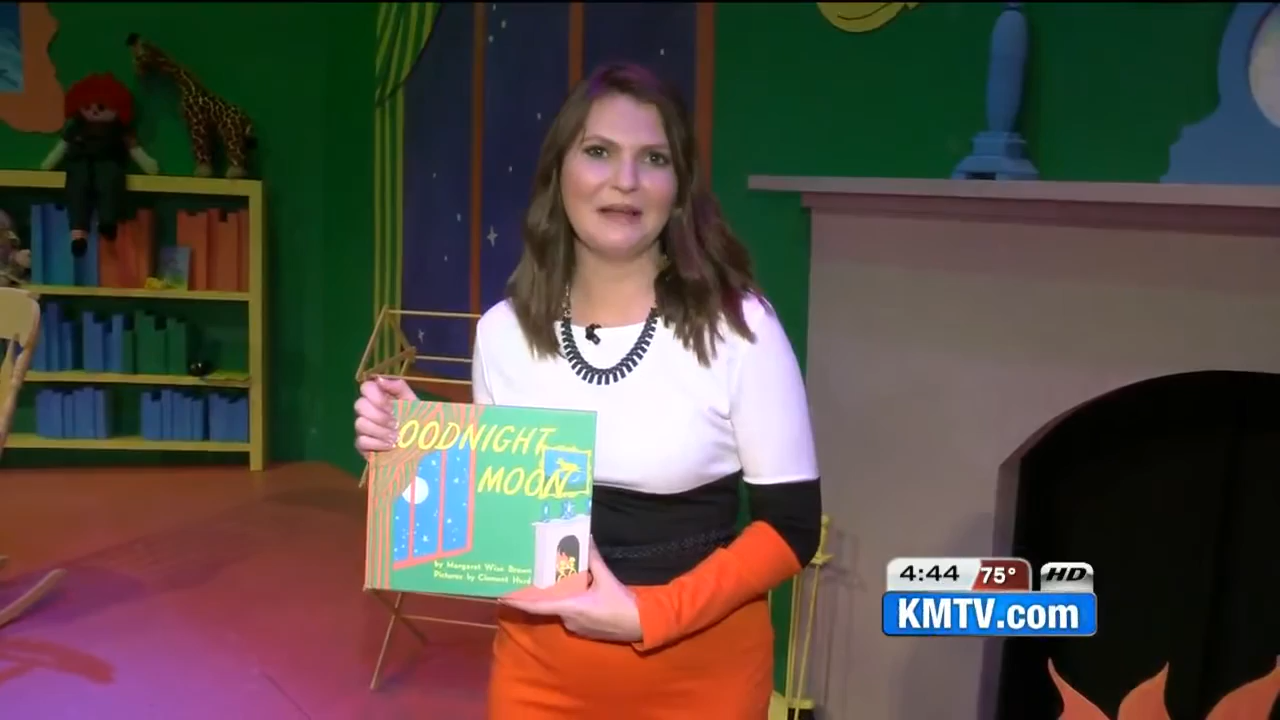 OODNIGHT
MOON
by Margaret Wise Brown
Pictures by Clement Hurd
4:44 75° HD
KMTV.com